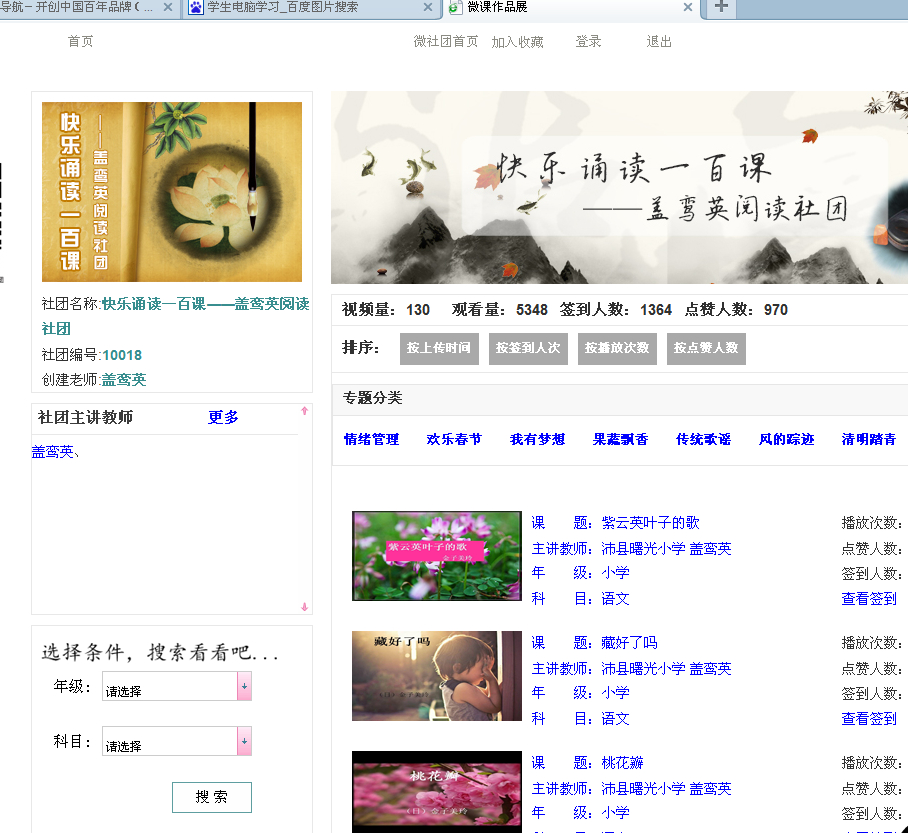 导航－ 开创中国百年品牌（ ...
学生电脑学习_百度图片搜索
微课作品展
首页
微社团首页 加入收藏 登录 退出
快乐诵读一百课
——盖鸾英阅读社团
快乐诵读一百课
——盖鸾英阅读社团
社团名称:快乐诵读一百课——盖鸾英阅读
社团
社团编号:10018
创建老师:盖鸾英
社团主讲教师 更多
盖鸾英、
选择条件，搜索看看吧...
年级： 请选择
科目： 请选择
搜 索
视频量： 130 观看量： 5348 签到人数： 1364 点赞人数： 970
排序： 按上传时间 按签到人次 按播放次数 按点赞人数
专题分类
情绪管理 欢乐春节 我有梦想 果蔬飘香 传统歌谣 风的踪迹 清明踏青
紫云英叶子的歌
金子美玲
课 题：紫云英叶子的歌 播放次数：
主讲教师：沛县曙光小学 盖鸾英 点赞人数：
年 级：小学 签到人数：
科 目：语文 查看签到
藏好了吗
课 题：藏好了吗 播放次数：
主讲教师：沛县曙光小学 盖鸾英 点赞人数：
年 级：小学 签到人数：
科 目：语文 查看签到
桃花瓣
（日）金子美玲
课 题：桃花瓣 播放次数：
主讲教师：沛县曙光小学 盖鸾英 点赞人数：
年 级：小学 签到人数：